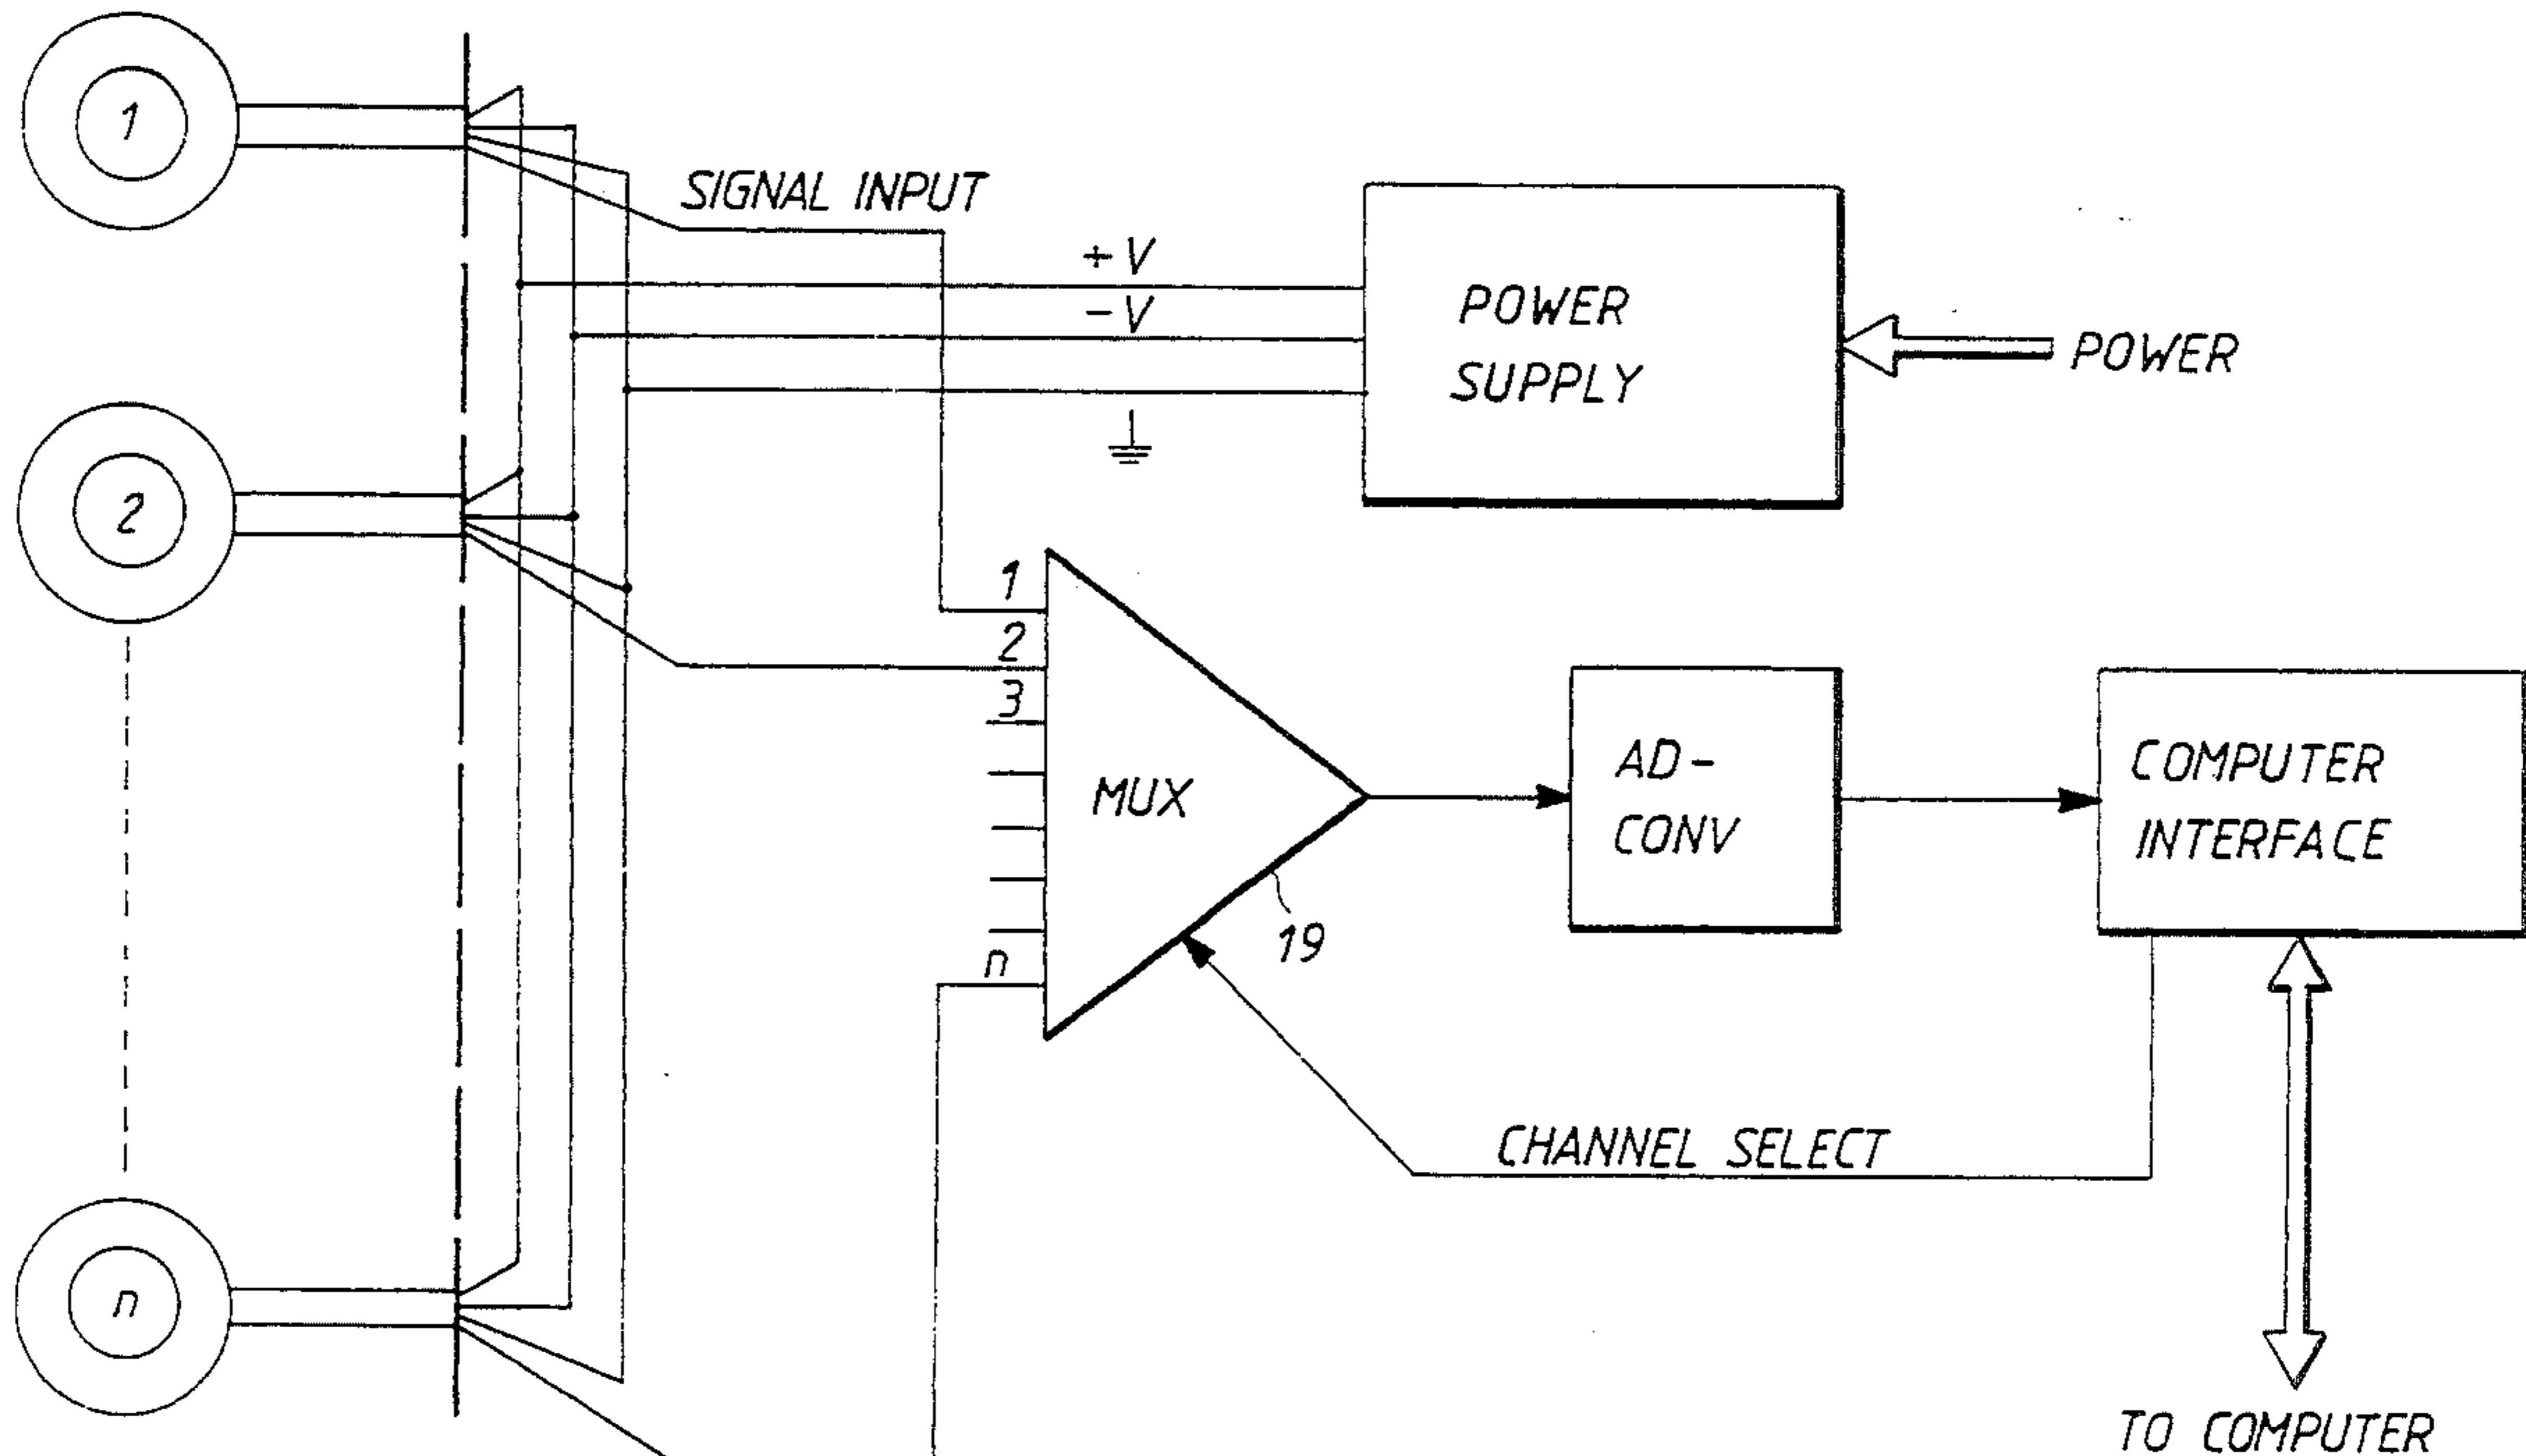 1
SIGNAL INPUT
+V
-V
POWER
SUPPLY
POWER
2
1
2
3
n
MUX
19
AD-
CONV
COMPUTER
INTERFACE
CHANNEL SELECT
n
TO COMPUTER